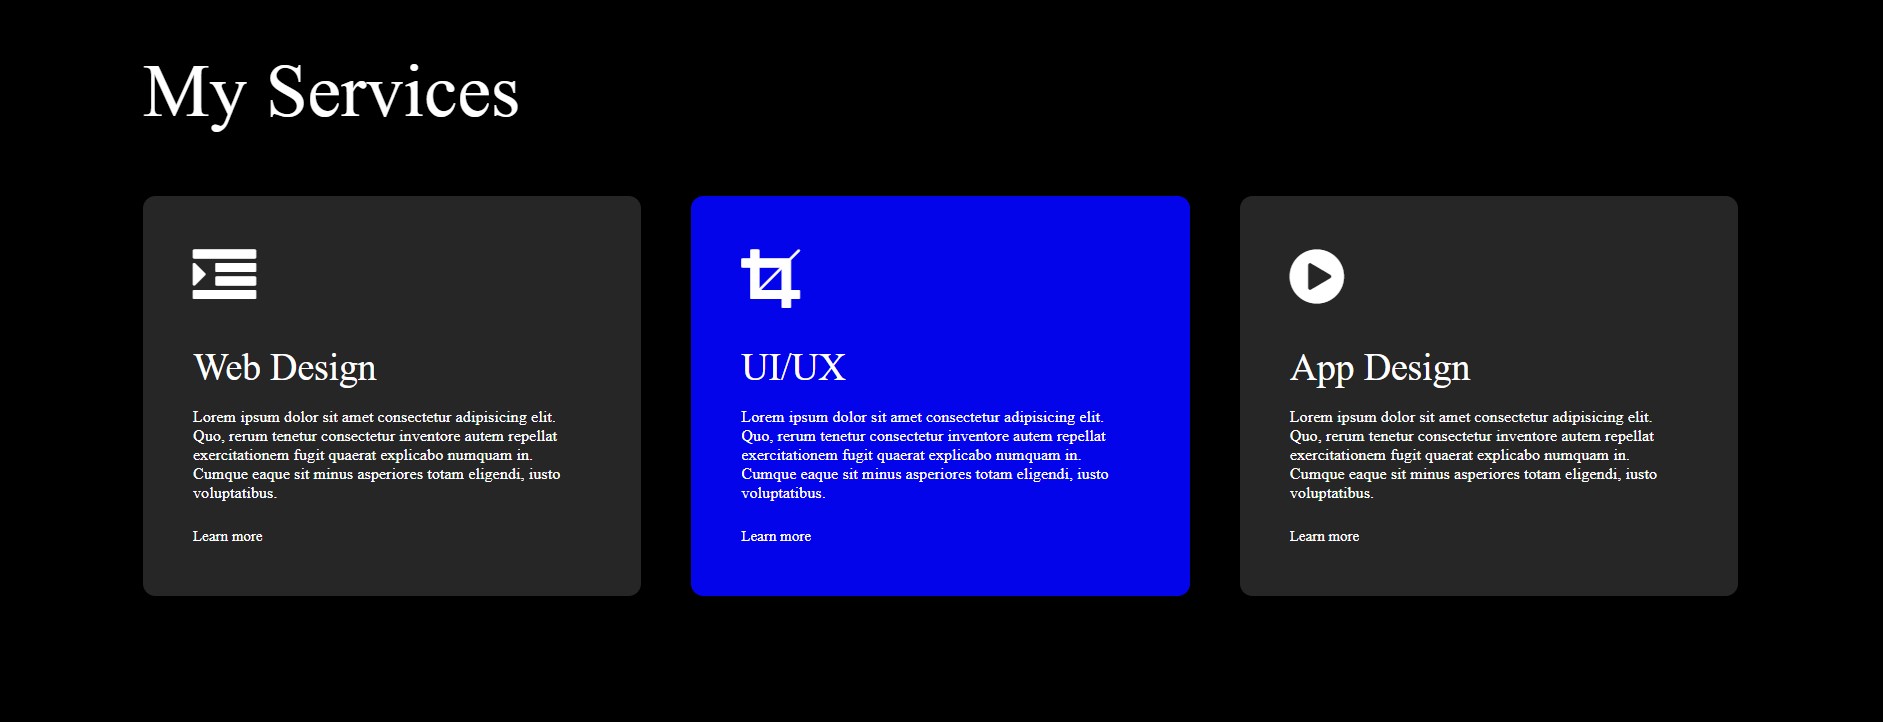 My Services
Web Design
Lorem ipsum dolor sit amet consectetur adipisicing elit.
Quo, rerum tenetur consectetur inventore autem repellat
exercitationem fugit quaerat explicabo numquam in.
Cumque eaque sit minus asperiores totam eligendi, iusto
voluptatibus.
Learn more
UI/UX
Lorem ipsum dolor sit amet consectetur adipisicing elit.
Quo, rerum tenetur consectetur inventore autem repellat
exercitationem fugit quaerat explicabo numquam in.
Cumque eaque sit minus asperiores totam eligendi, iusto
voluptatibus.
Learn more
App Design
Lorem ipsum dolor sit amet consectetur adipisicing elit.
Quo, rerum tenetur consectetur inventore autem repellat
exercitationem fugit quaerat explicabo numquam in.
Cumque eaque sit minus asperiores totam eligendi, iusto
voluptatibus.
Learn more